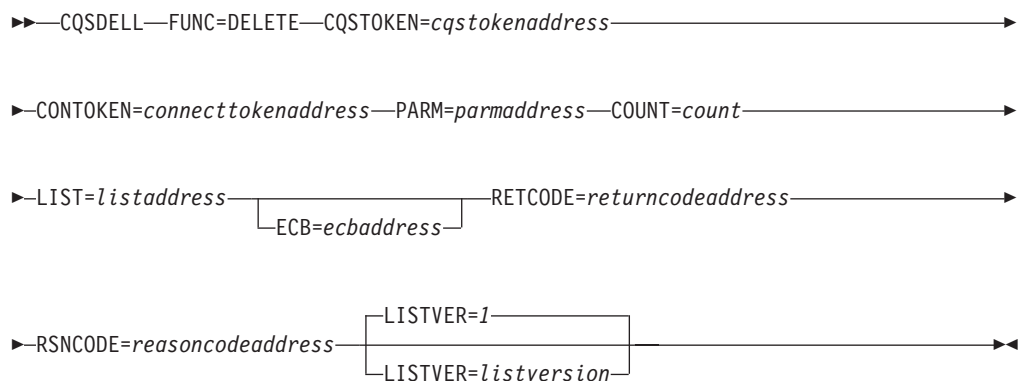 CQSDELL FUNC=DELETE CQSTOKEN=cqstokenaddress
CONTOKEN=connecttokenaddress PARM=parmaddress COUNT=count
LIST=listaddress RETCODE=returncodeaddress
ECB=ecbaddress
LISTVER=1
RSNCODE=reasoncodeaddress
LISTVER=listversion